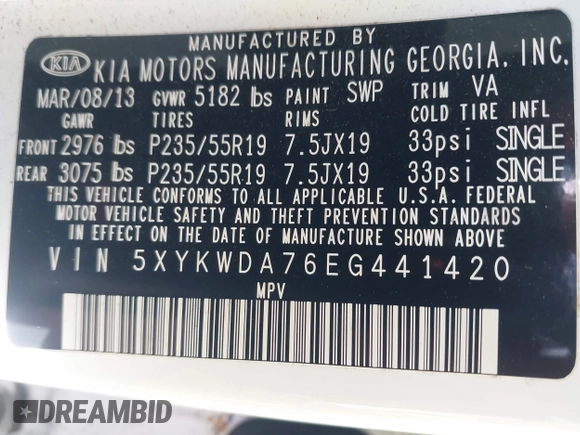 MANUFACTURED BY
KIA KIA MOTORS MANUFACTURING GEORGIA, INC.
MAR/08/13 GVWR 5182 lbs PAINT SWP TRIM VA
GAWR TIRES RIMS COLD TIRE INFL
FRONT 2976 lbs P235/55R19 7.5JX19 33psi SINGLE
REAR 3075 lbs P235/55R19 7.5JX19 33psi SINGLE
THIS VEHICLE CONFORMS TO ALL APPLICABLE U.S.A. FEDERAL
MOTOR VEHICLE SAFETY AND THEFT PREVENTION STANDARDS
IN EFFECT ON THE DATE OF MANUFACTURE SHOWN ABOVE.
VIN 5XYKWDA76EG441420
MPV
DREAMBID